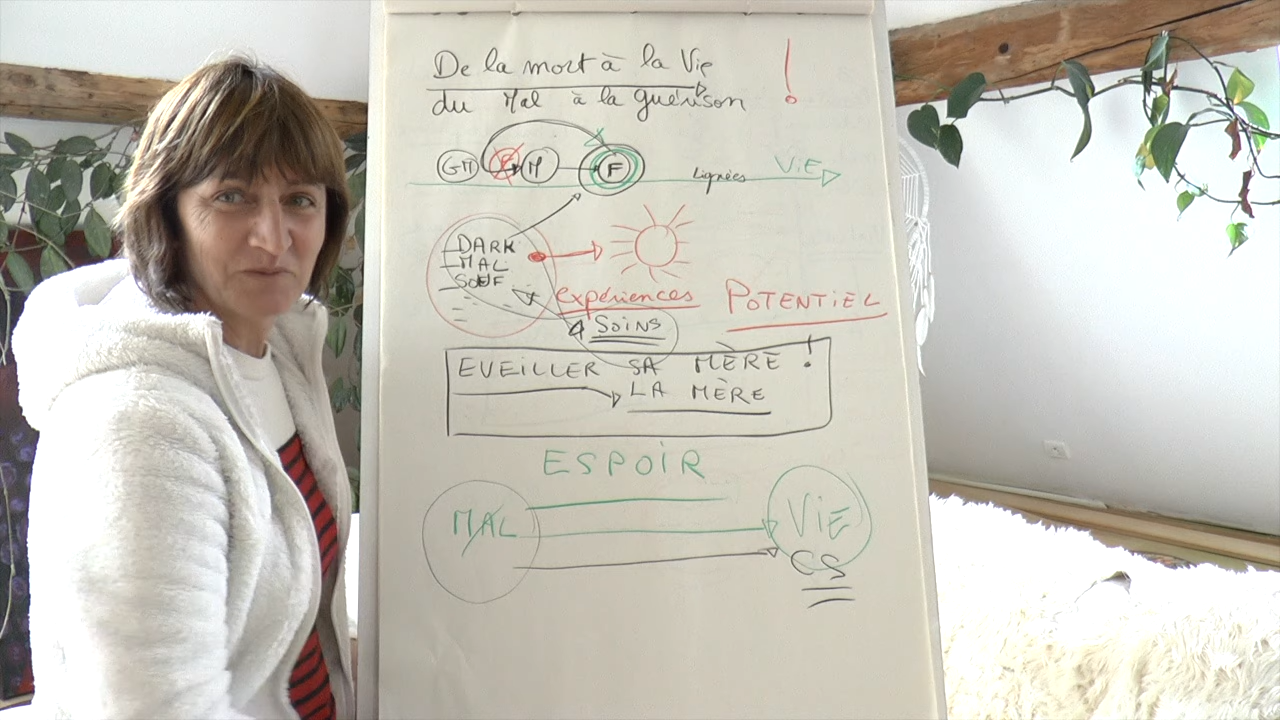 De la mort à la Vie !
du Mal à la guérison
GM F M F Lignées ViE
DARK
MAL
SOUF
expériences POTENTIEL
Soins
EVEiLLER SA MÈRE !
LA MÈRE
ESPOiR
MAL ViE
CS